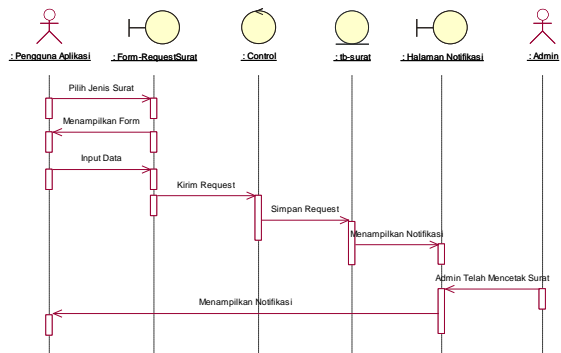 : Pengguna Aplikasi
: Form-RequestSurat
: Control
: tb-surat
: Halaman Notifikasi
: Admin
Pilih Jenis Surat
Menampilkan Form
Input Data
Kirim Request
Simpan Request
Menampilkan Notifikasi
Admin Telah Mencetak Surat
Menampilkan Notifikasi